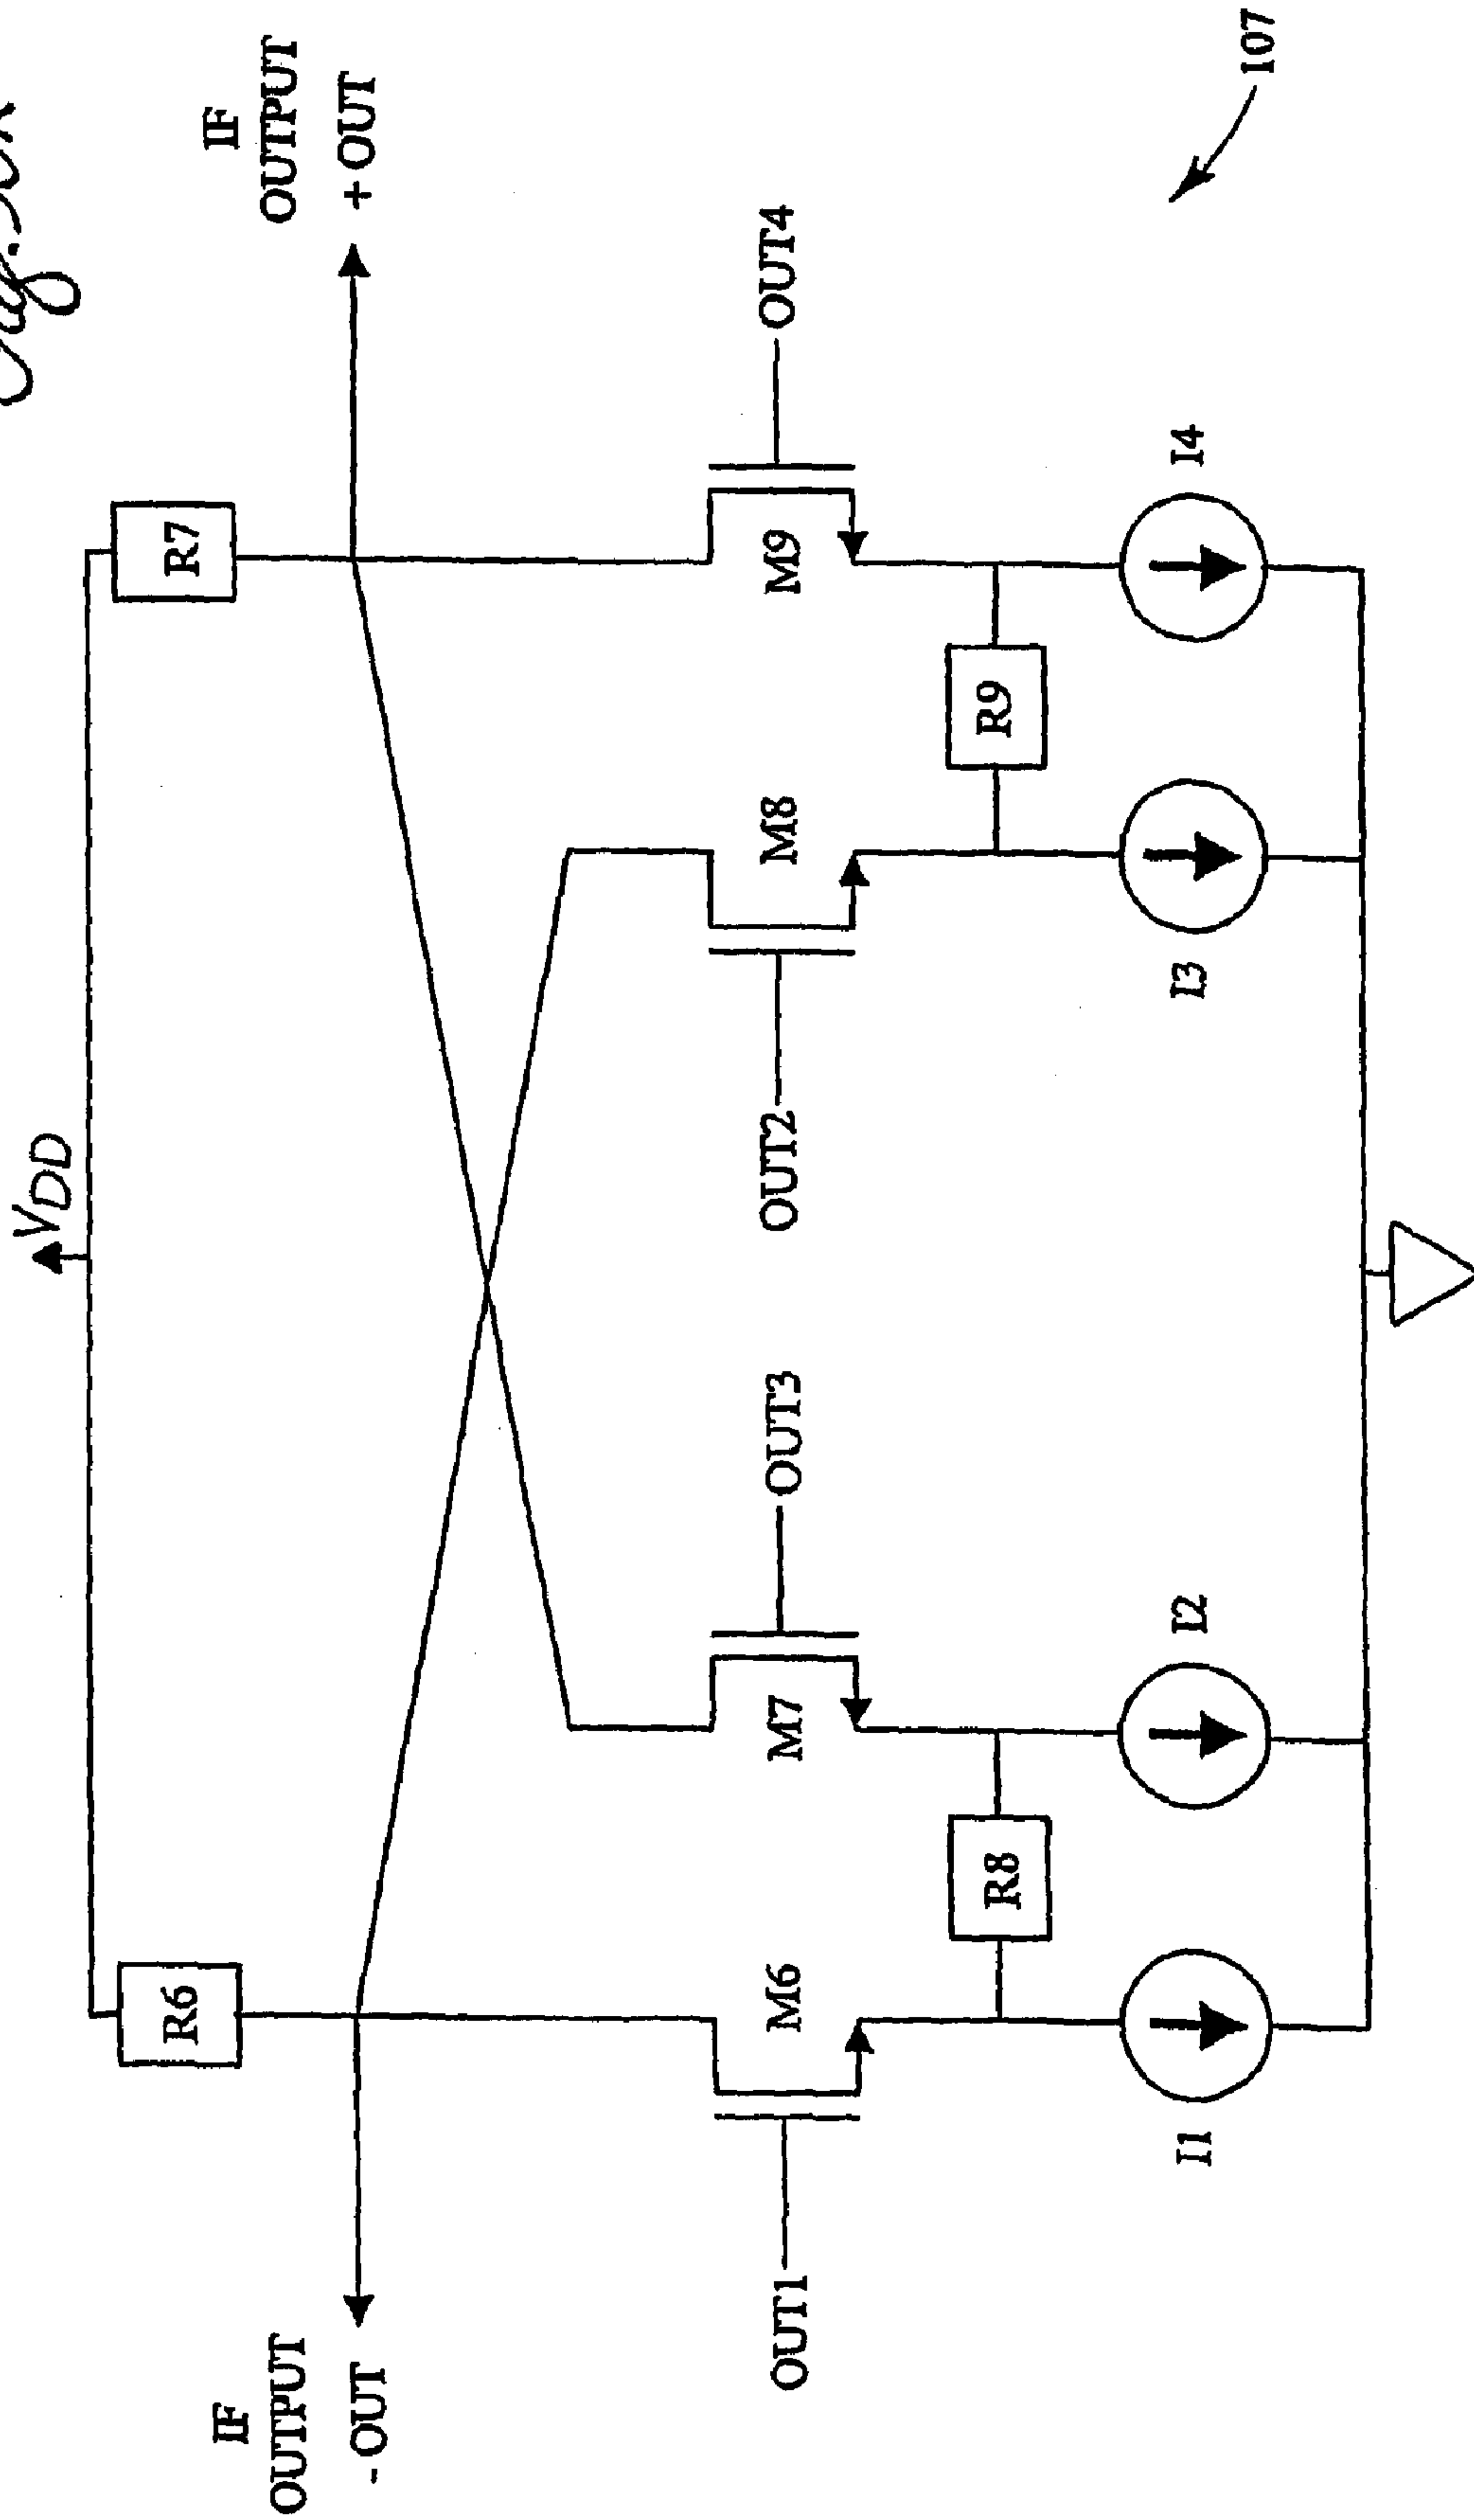 VDD
R6
R7
IF
OUTPUT
- OUT
IF
OUTPUT
+ OUT
OUT1
M6
M7
OUT3
OUT2
M8
M9
OUT4
R8
R9
I1
I2
I3
I4
107